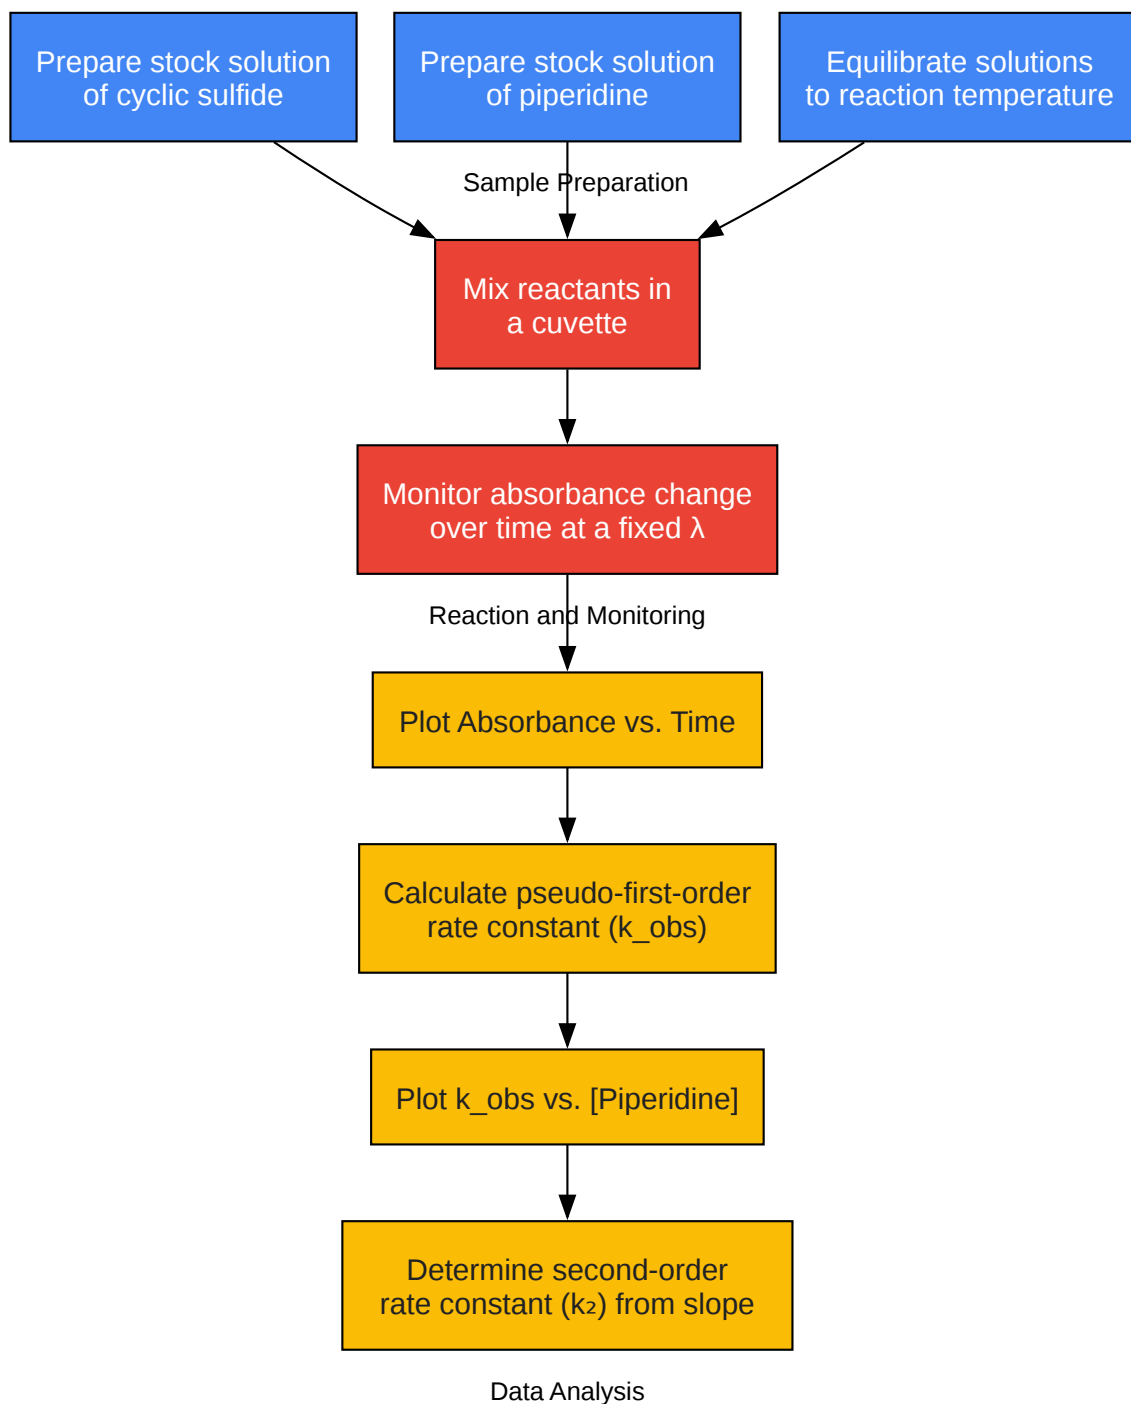 Prepare stock solution
of cyclic sulfide
Prepare stock solution
of piperidine
Equilibrate solutions
to reaction temperature
Sample Preparation
Mix reactants in
a cuvette
Monitor absorbance change
over time at a fixed λ
Reaction and Monitoring
Plot Absorbance vs. Time
Calculate pseudo-first-order
rate constant (k_obs)
Plot k_obs vs. [Piperidine]
Determine second-order
rate constant (k₂) from slope
Data Analysis